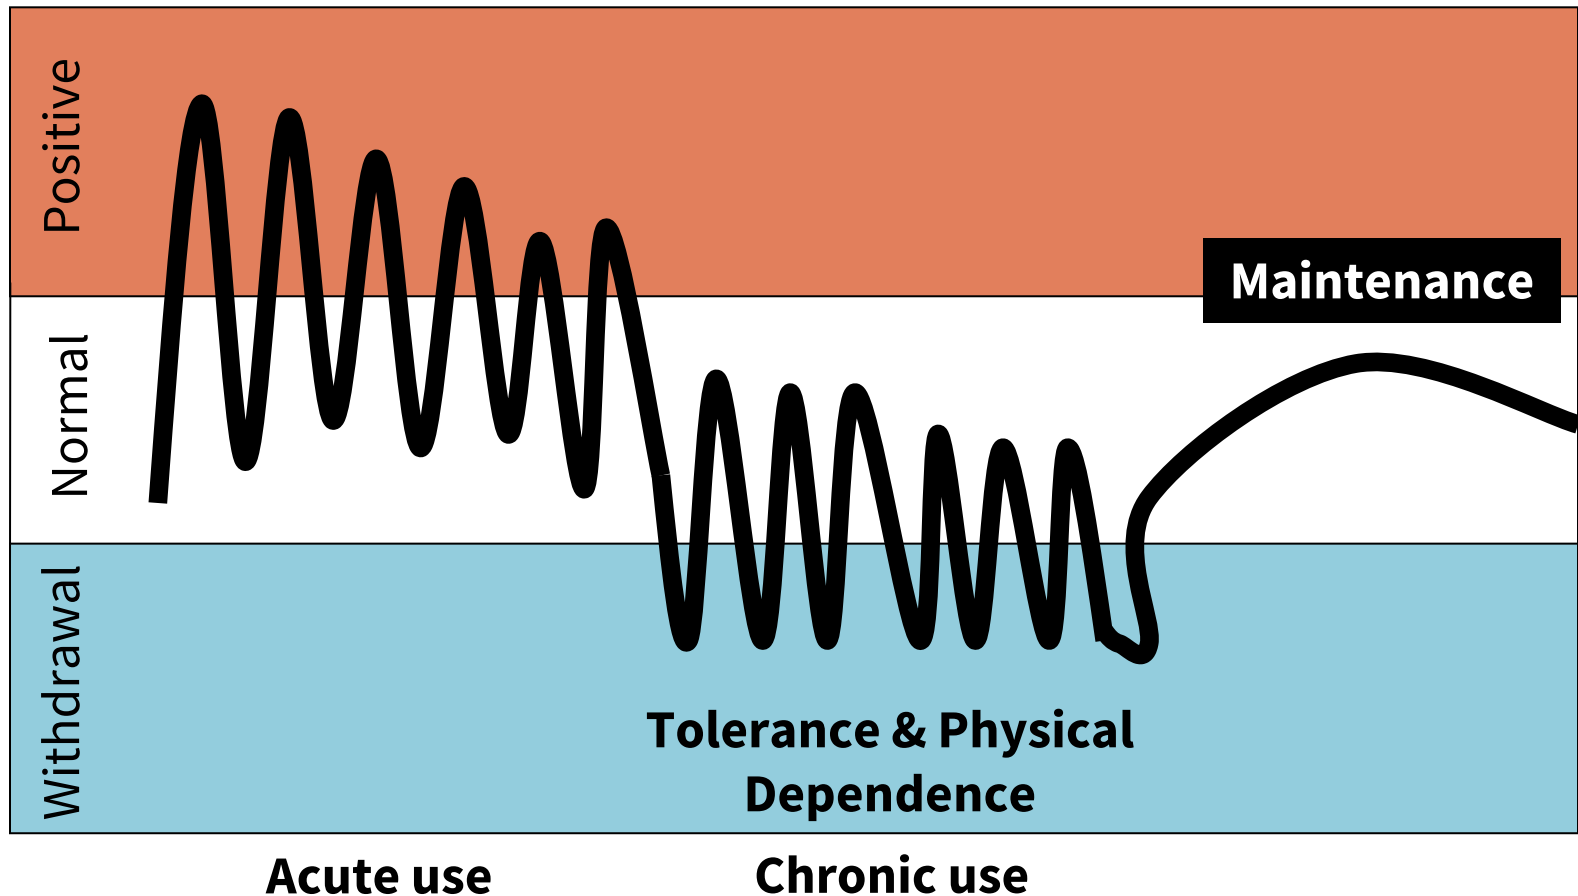 Positive
Maintenance
Normal
Withdrawal
Tolerance & Physical
Dependence
Acute use
Chronic use